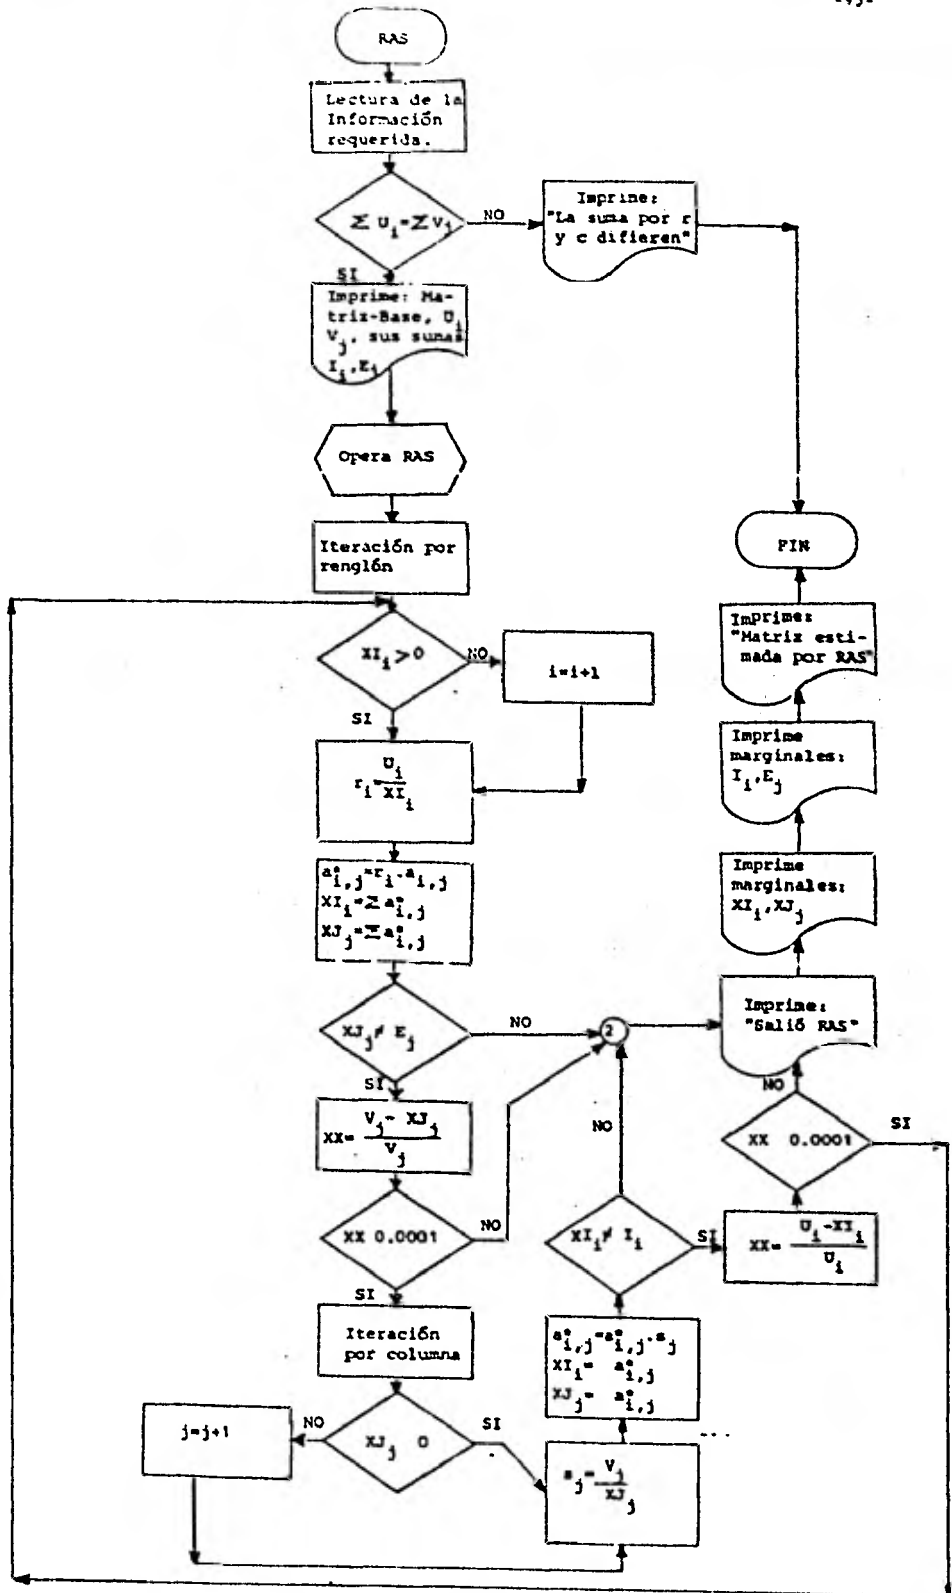 RAS
Lectura de la
Información
requerida.
Σ U_i=ΣV_j
NO
Imprime:
"La suma por r
y c difieren"
SI
Imprime: Ma-
triz-Base, U_i
V_j, sus sumas
I_i,E_j
Opera RAS
Iteración por
renglón
XI_i>0
NO
i=i+1
SI
r_i=U_i/XI_i
a*_i,j=r_i.a_i,j
XI_i=Σa*_i,j
XJ_j=Σa*_i,j
XJ_j≠E_j
NO
2
SI
XX= V_j- XJ_j / V_j
XX 0.0001
NO
SI
Iteración
por columna
XJ_j 0
NO
j=j+1
SI
s_j=V_j/XJ_j
a*_i,j=a*_i,j.s_j
XI_i= a*_i,j
XJ_j= a*_i,j
XI_i≠ I_i
NO
SI
XX= U_i-XI_i / U_i
XX 0.0001
SI
NO
Imprime:
"Salió RAS"
Imprime
marginales:
XI_i,XJ_j
Imprime
marginales:
I_i,E_j
Imprime:
"Matriz esti-
mada por RAS"
FIN